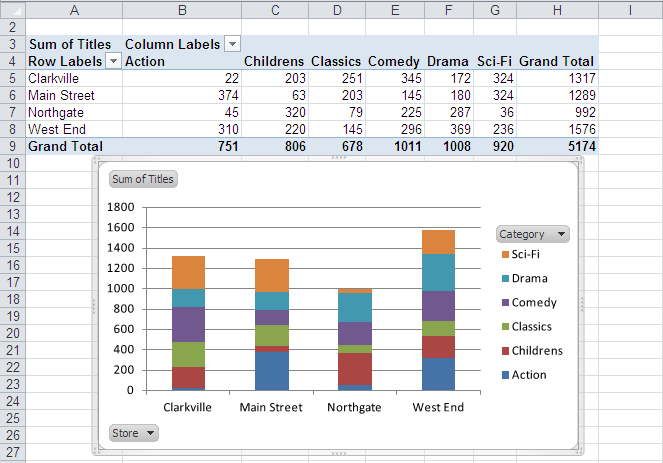 A B C D E F G H I
2
3 Sum of Titles Column Labels
4 Row Labels Action Childrens Classics Comedy Drama Sci-Fi Grand Total
5 Clarkville 22 203 251 345 172 324 1317
6 Main Street 374 63 203 145 180 324 1289
7 Northgate 45 320 79 225 287 36 992
8 West End 310 220 145 296 369 236 1576
9 Grand Total 751 806 678 1011 1008 920 5174
10
11 Sum of Titles
12
13 1800
14 1600 Category
15 1400 Sci-Fi
16 1200 Drama
17 1000
18 800 Comedy
19 600 Classics
20
21 400 Childrens
22 200 Action
23 0
24 Clarkville Main Street Northgate West End
25
26 Store
27